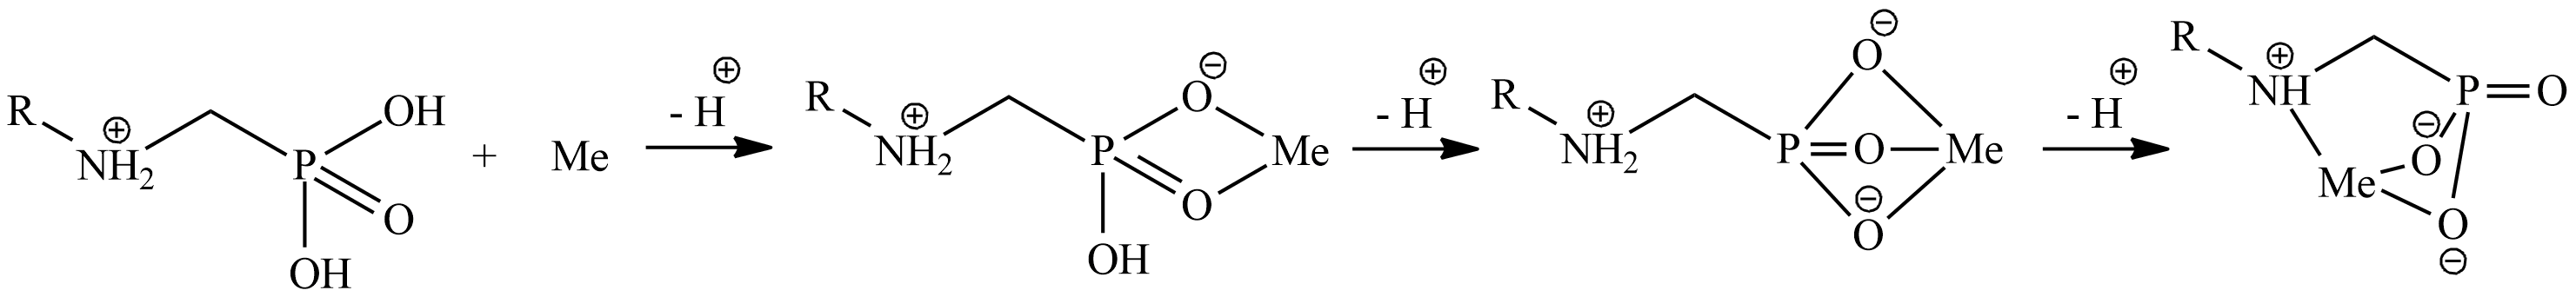 R
⊕
NH2
P
OH
O
OH
+
Me
- H ⊕
R
⊕
NH2
P
O ⊖
O
OH
Me
- H ⊕
R
⊕
NH2
P
O ⊖
O
⊖
O
Me
- H ⊕
R
⊕
NH
P
O
⊖
O
Me
O
⊖